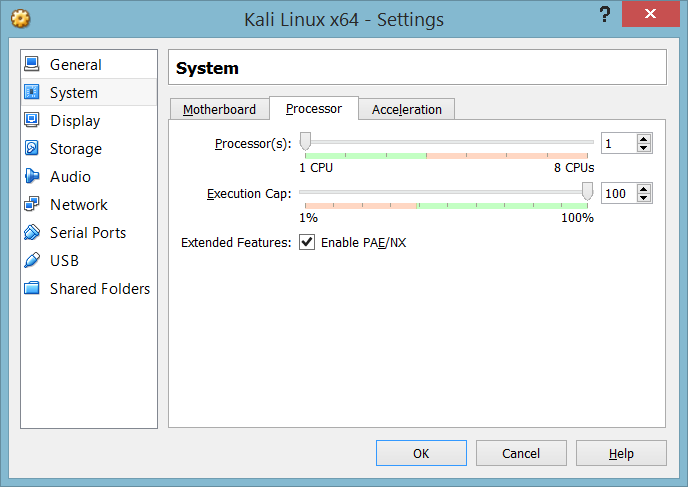 Kali Linux x64 - Settings
?
General
System
Display
Storage
Audio
Network
Serial Ports
USB
Shared Folders
System
Motherboard Processor Acceleration
Processor(s): 1
1 CPU 8 CPUs
Execution Cap: 100
1% 100%
Extended Features: Enable PAE/NX
OK Cancel Help